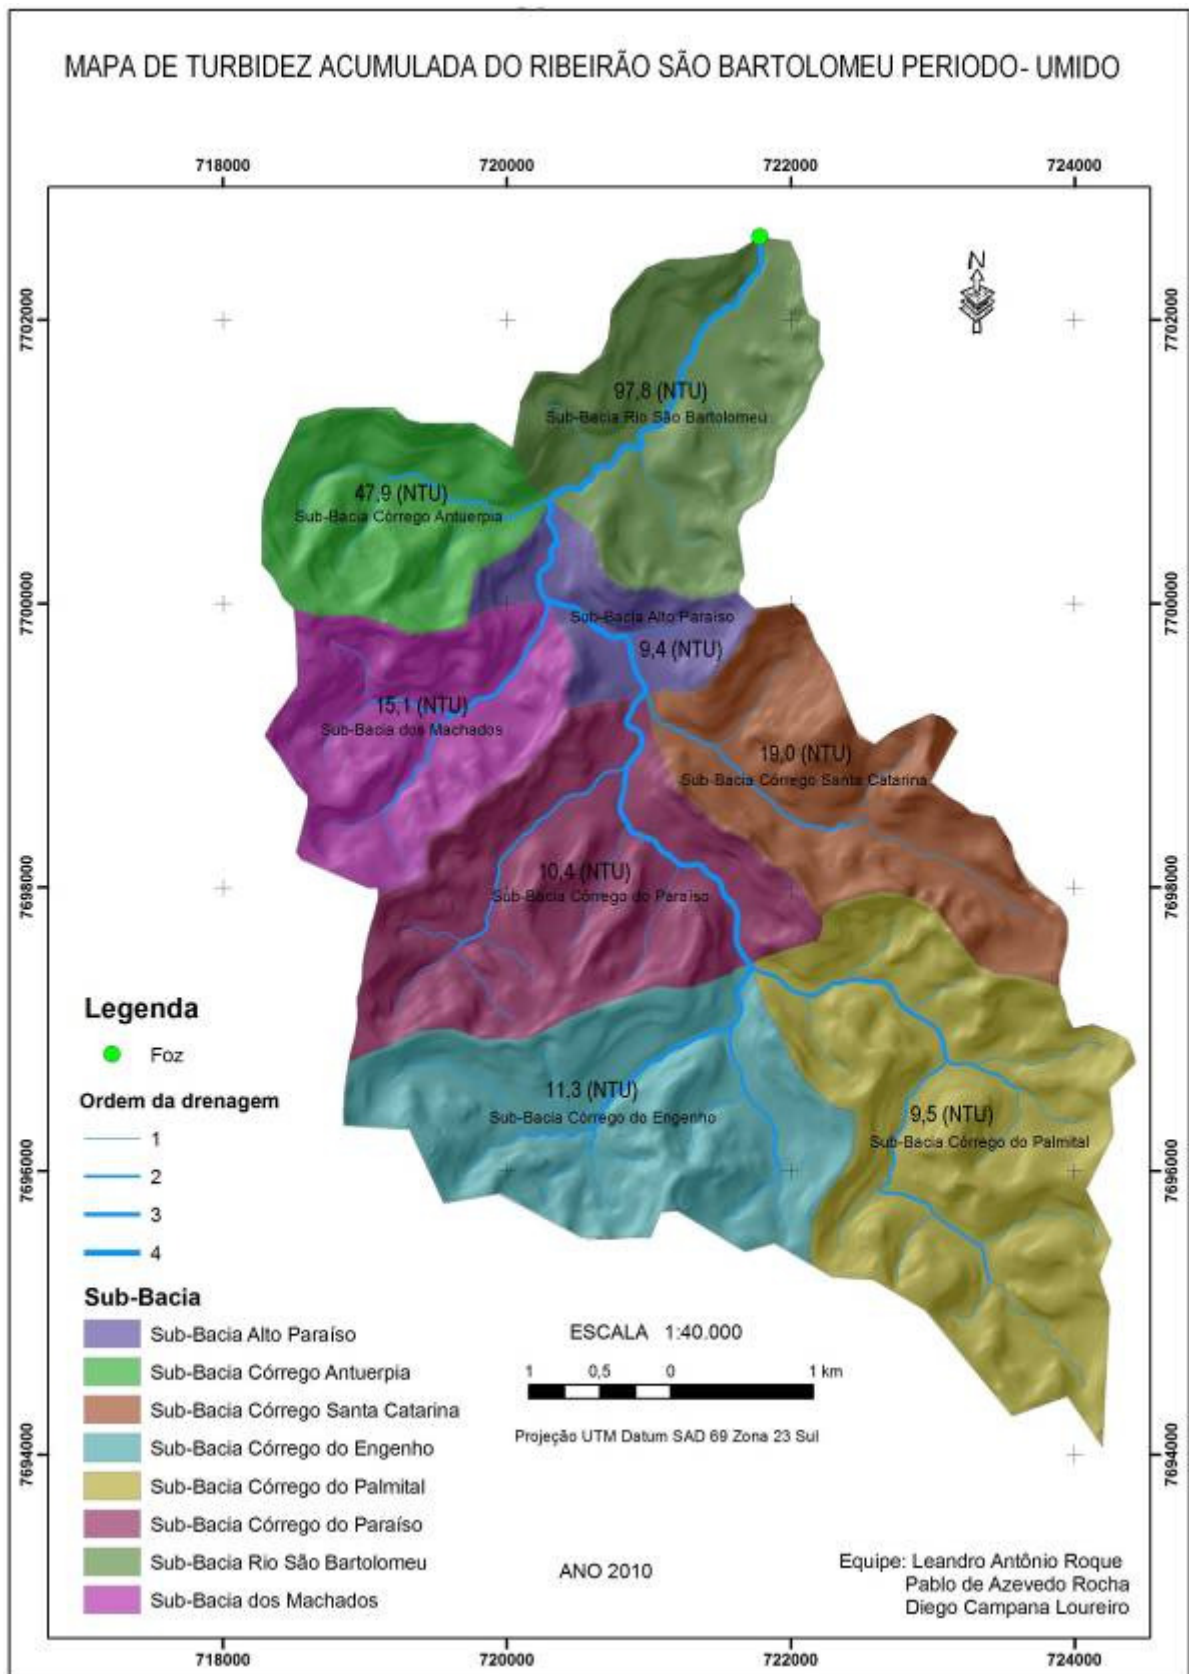 MAPA DE TURBIDEZ ACUMULADA DO RIBEIRÃO SÃO BARTOLOMEU PERIODO- UMIDO
718000 720000 722000 724000
N
7702000 7702000
97,8 (NTU)
Sub-Bacia Rio São Bartolomeu
47,9 (NTU)
Sub-Bacia Córrego Antuerpia
7700000 7700000
Sub-Bacia Alto Paraíso
9,4 (NTU)
15,1 (NTU)
Sub-Bacia dos Machados
19,0 (NTU)
Sub-Bacia Córrego Santa Catarina
10,4 (NTU)
Sub-Bacia Córrego do Paraíso
7698000 7698000
11,3 (NTU)
Sub-Bacia Córrego do Engenho
9,5 (NTU)
Sub-Bacia Córrego do Palmital
7696000 7696000
Legenda
Foz
Ordem da drenagem
1
2
3
4
Sub-Bacia
Sub-Bacia Alto Paraíso
Sub-Bacia Córrego Antuerpia
Sub-Bacia Córrego Santa Catarina
Sub-Bacia Córrego do Engenho
Sub-Bacia Córrego do Palmital
Sub-Bacia Córrego do Paraíso
Sub-Bacia Rio São Bartolomeu
Sub-Bacia dos Machados
ESCALA 1:40.000
1 0,5 0 1 km
Projeção UTM Datum SAD 69 Zona 23 Sul
7694000 7694000
ANO 2010
Equipe: Leandro Antônio Roque
Pablo de Azevedo Rocha
Diego Campana Loureiro
718000 720000 722000 724000